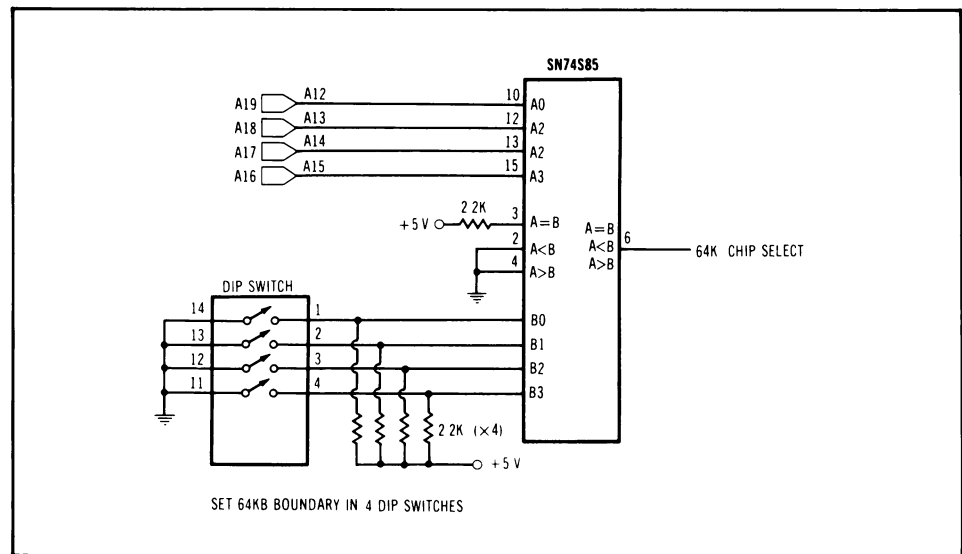 SN74S85
A19 A12 10 A0
A18 A13 12 A2
A17 A14 13 A2
A16 A15 15 A3
+5 V 2 2K 3 A=B A=B
2 A<B A<B 6 64K CHIP SELECT
4 A>B A>B
DIP SWITCH
14 1 B0
13 2 B1
12 3 B2
11 4 B3
2 2K (×4)
+5 V
SET 64KB BOUNDARY IN 4 DIP SWITCHES